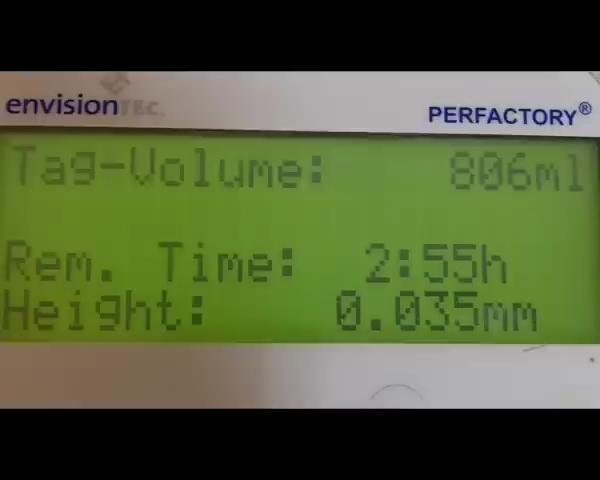 envisionTEC.
PERFACTORY®
Tag-Volume: 806ml
Rem. Time: 2:55h
Height: 0.035mm